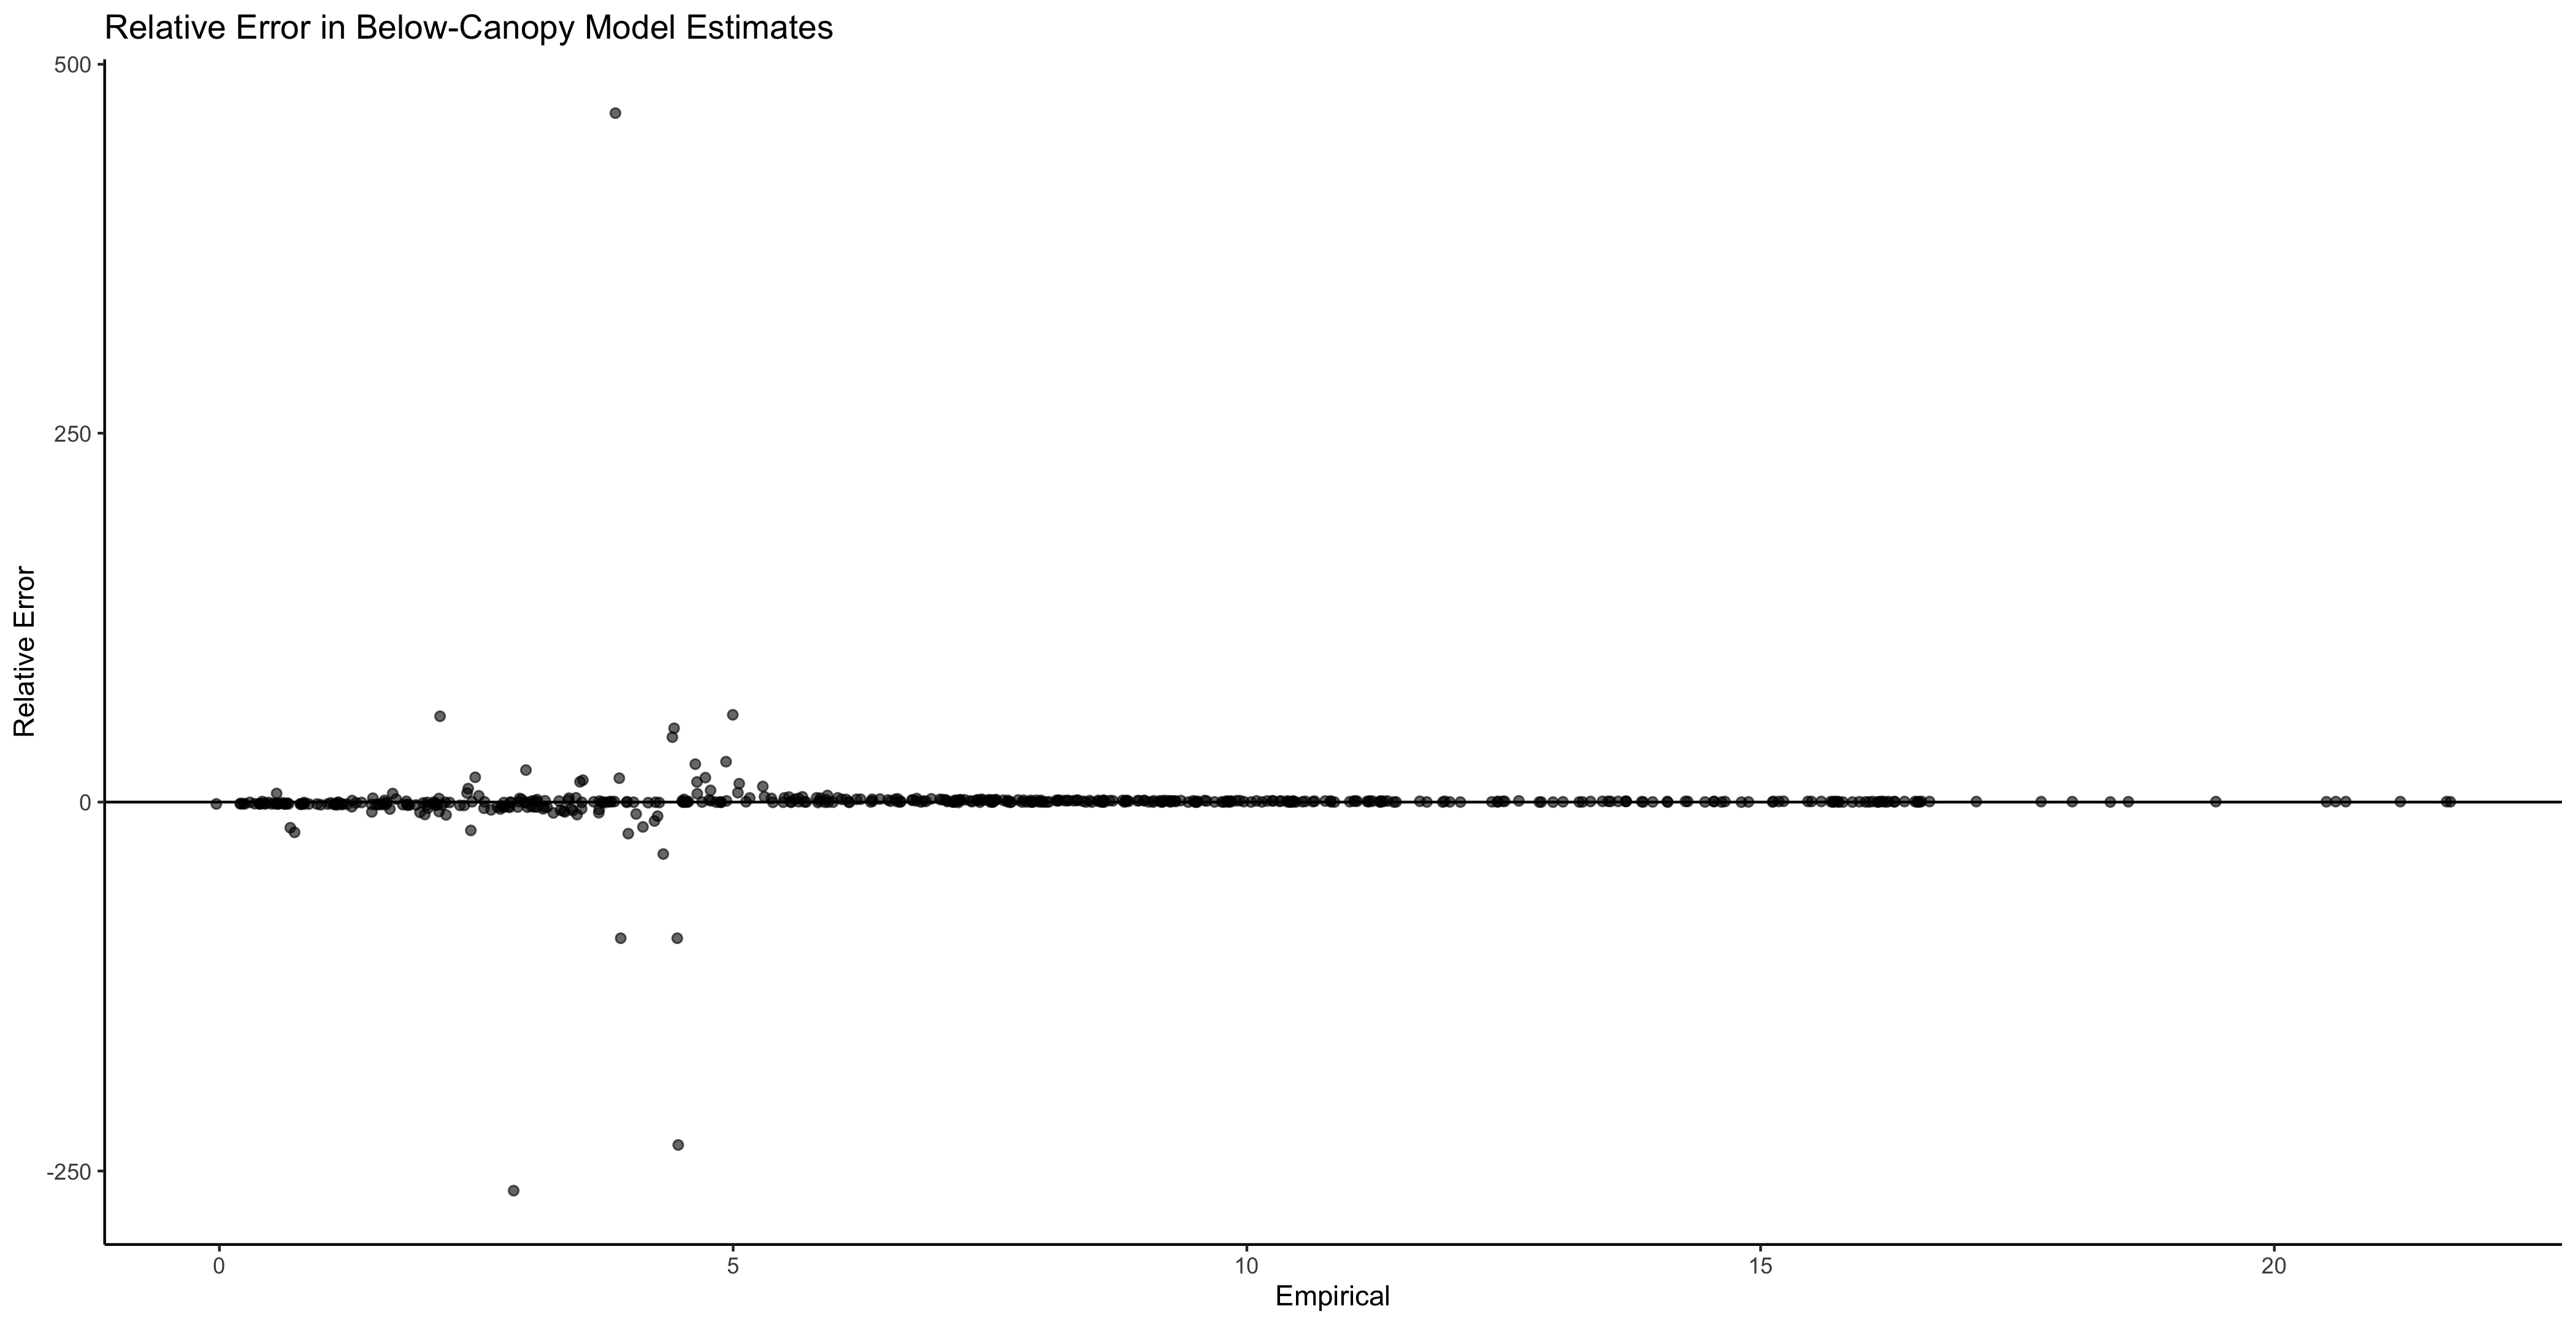 Relative Error in Below-Canopy Model Estimates
500
250
0
-250
Relative Error
0 5 10 15 20
Empirical